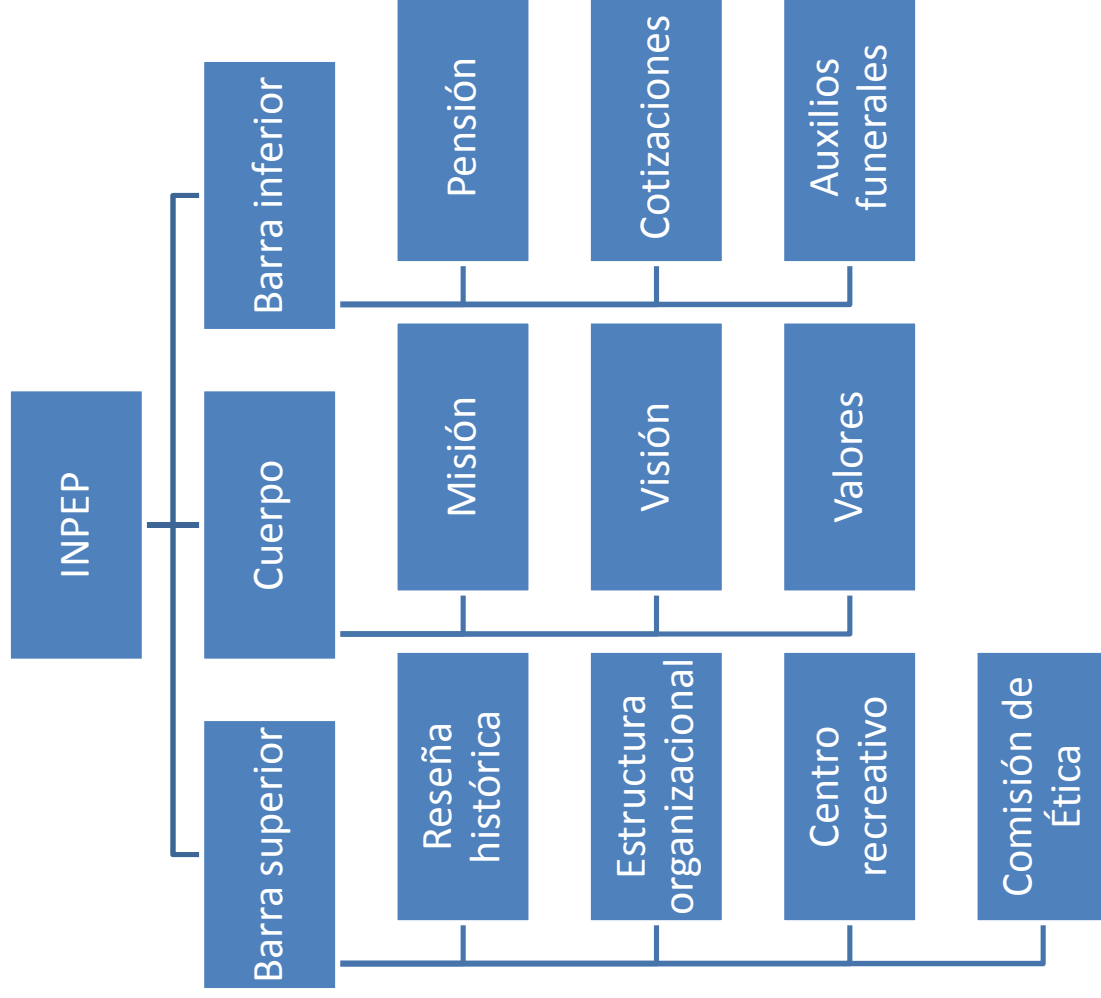 INPEP
Barra superior
Reseña
histórica
Estructura
organizacional
Centro
recreativo
Comisión de
Ética
Cuerpo
Misión
Visión
Valores
Barra inferior
Pensión
Cotizaciones
Auxilios
funerales